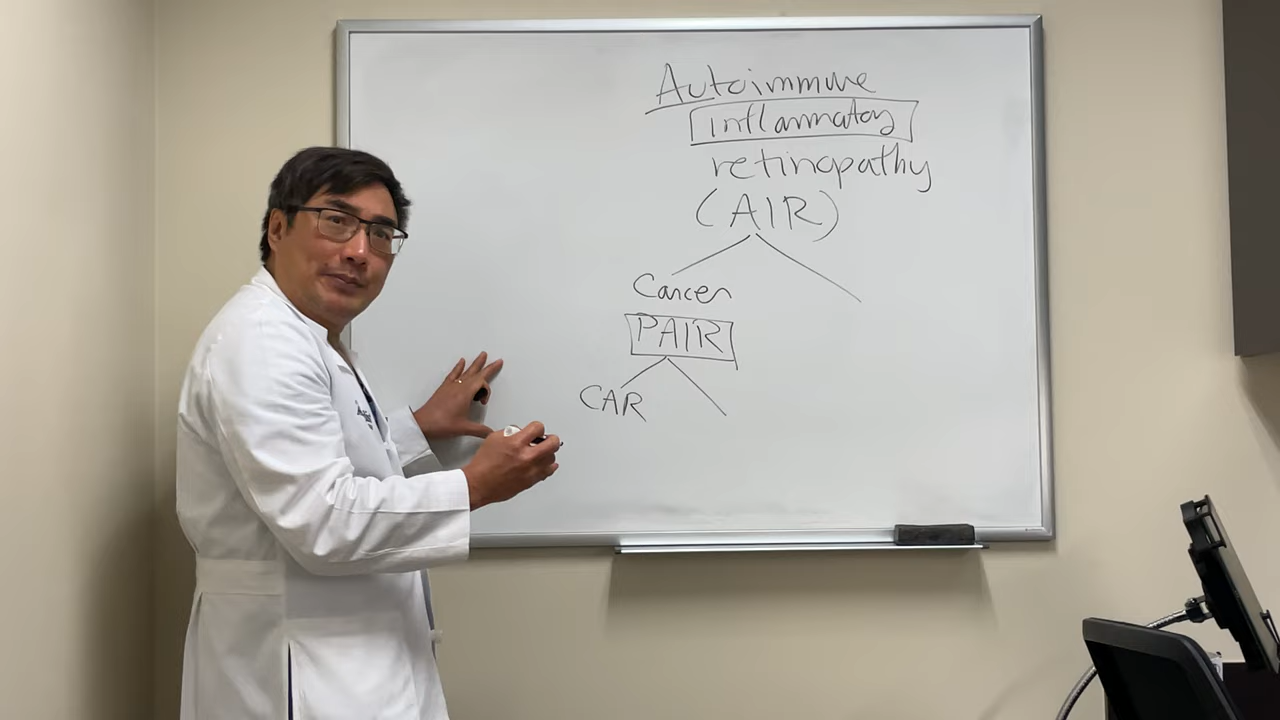 Autoimmune
inflammatory
retinopathy
(AIR)
Cancer
PAIR
CAR